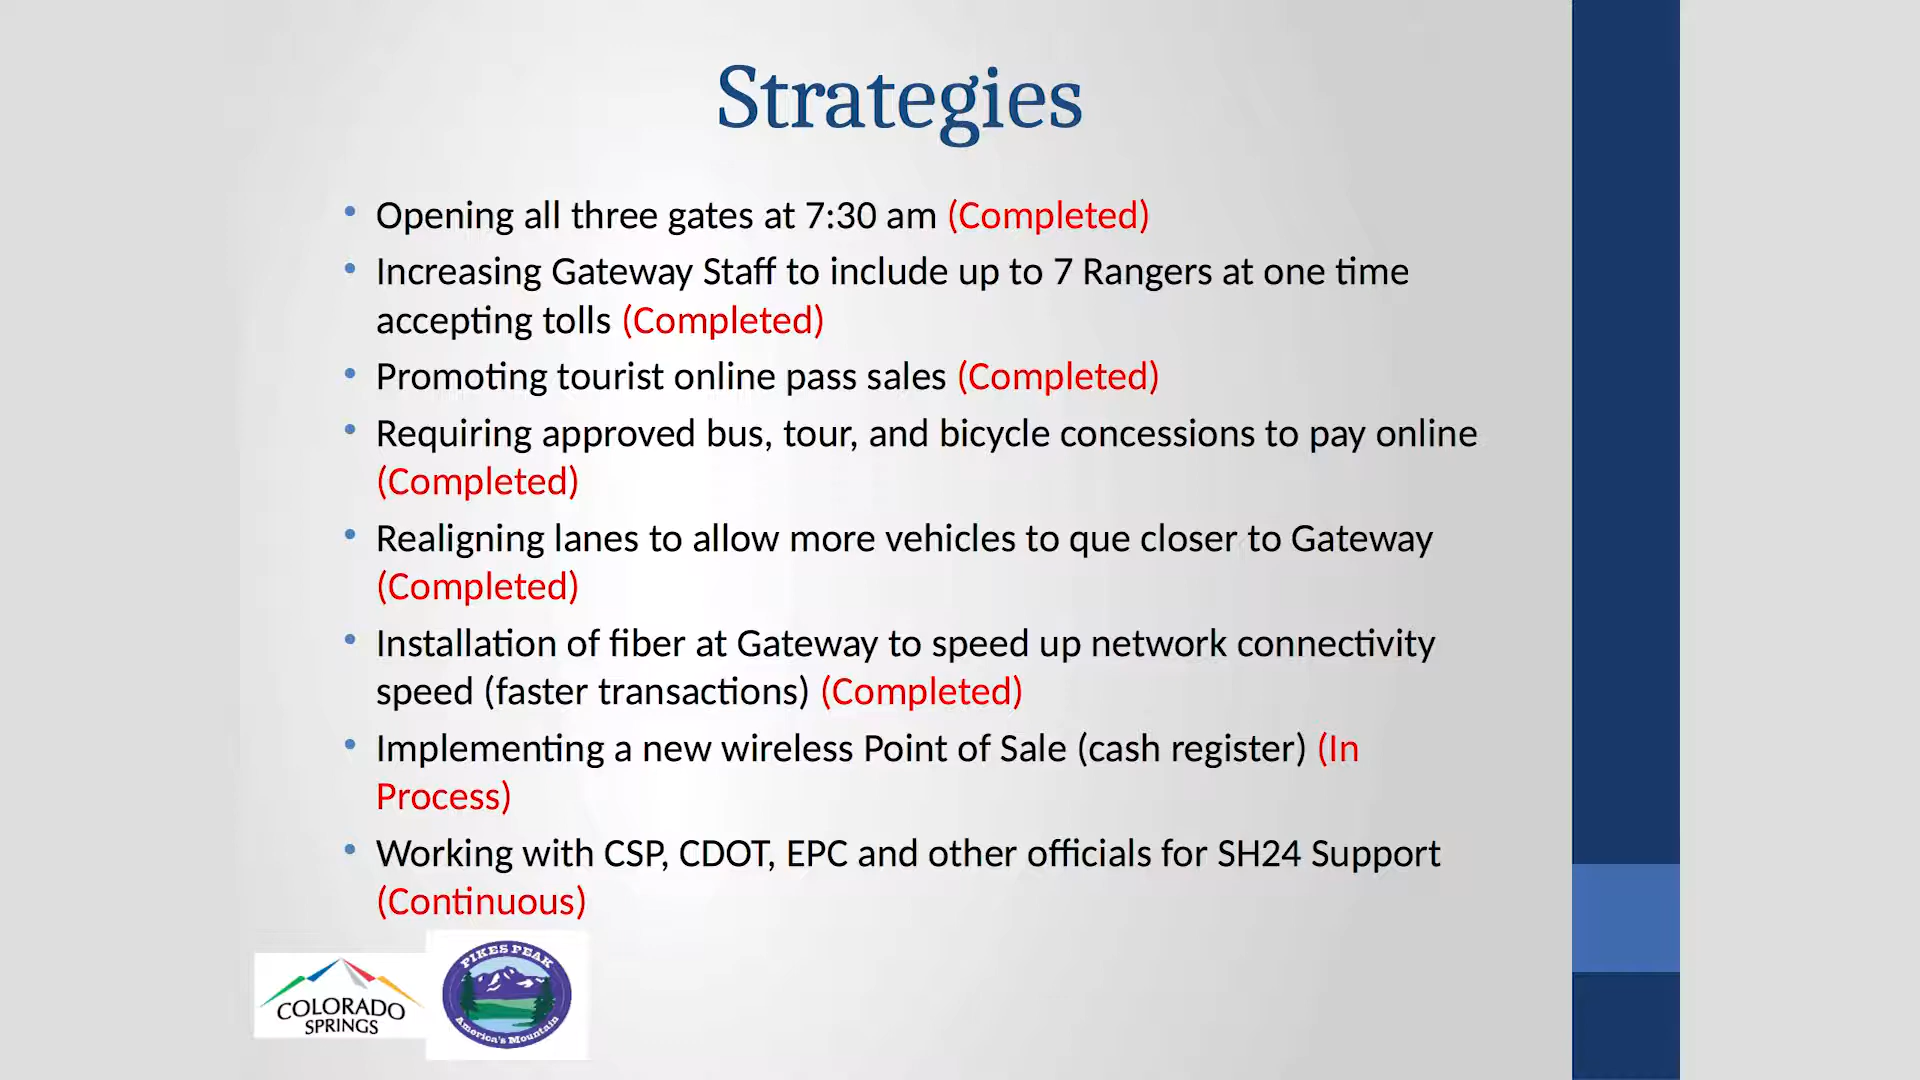 Strategies
• Opening all three gates at 7:30 am (Completed)
• Increasing Gateway Staff to include up to 7 Rangers at one time
accepting tolls (Completed)
• Promoting tourist online pass sales (Completed)
• Requiring approved bus, tour, and bicycle concessions to pay online
(Completed)
• Realigning lanes to allow more vehicles to que closer to Gateway
(Completed)
• Installation of fiber at Gateway to speed up network connectivity
speed (faster transactions) (Completed)
• Implementing a new wireless Point of Sale (cash register) (In
Process)
• Working with CSP, CDOT, EPC and other officials for SH24 Support
(Continuous)
COLORADO
SPRINGS
PIKES PEAK
America's Mountain